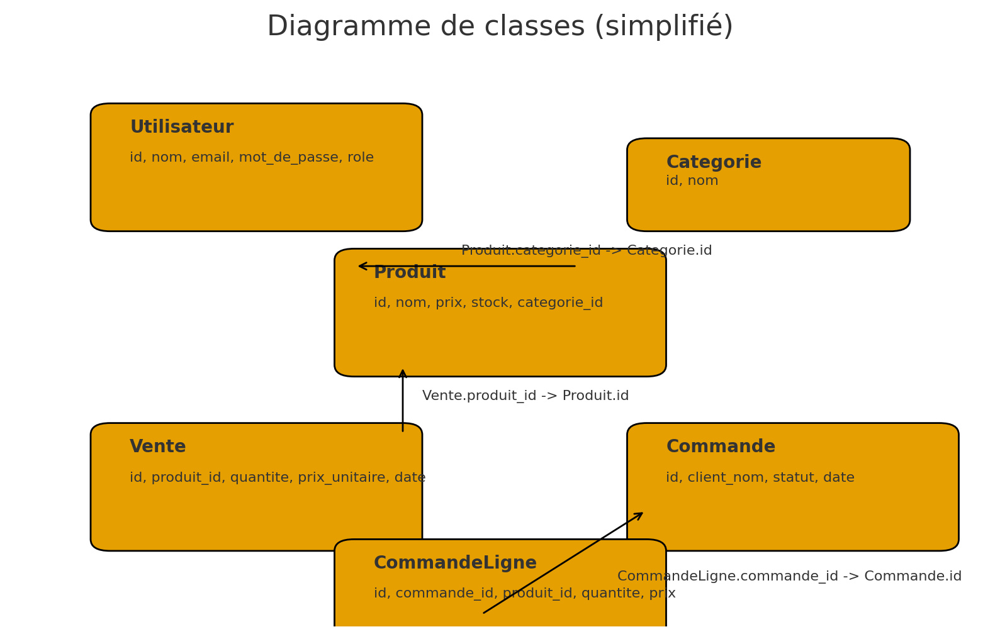 Diagramme de classes (simplifié)
Utilisateur
id, nom, email, mot_de_passe, role
Categorie
id, nom
Produit.categorie_id -> Categorie.id
Produit
id, nom, prix, stock, categorie_id
Vente.produit_id -> Produit.id
Vente
id, produit_id, quantite, prix_unitaire, date
Commande
id, client_nom, statut, date
CommandeLigne
CommandeLigne.commande_id -> Commande.id
id, commande_id, produit_id, quantite, prix